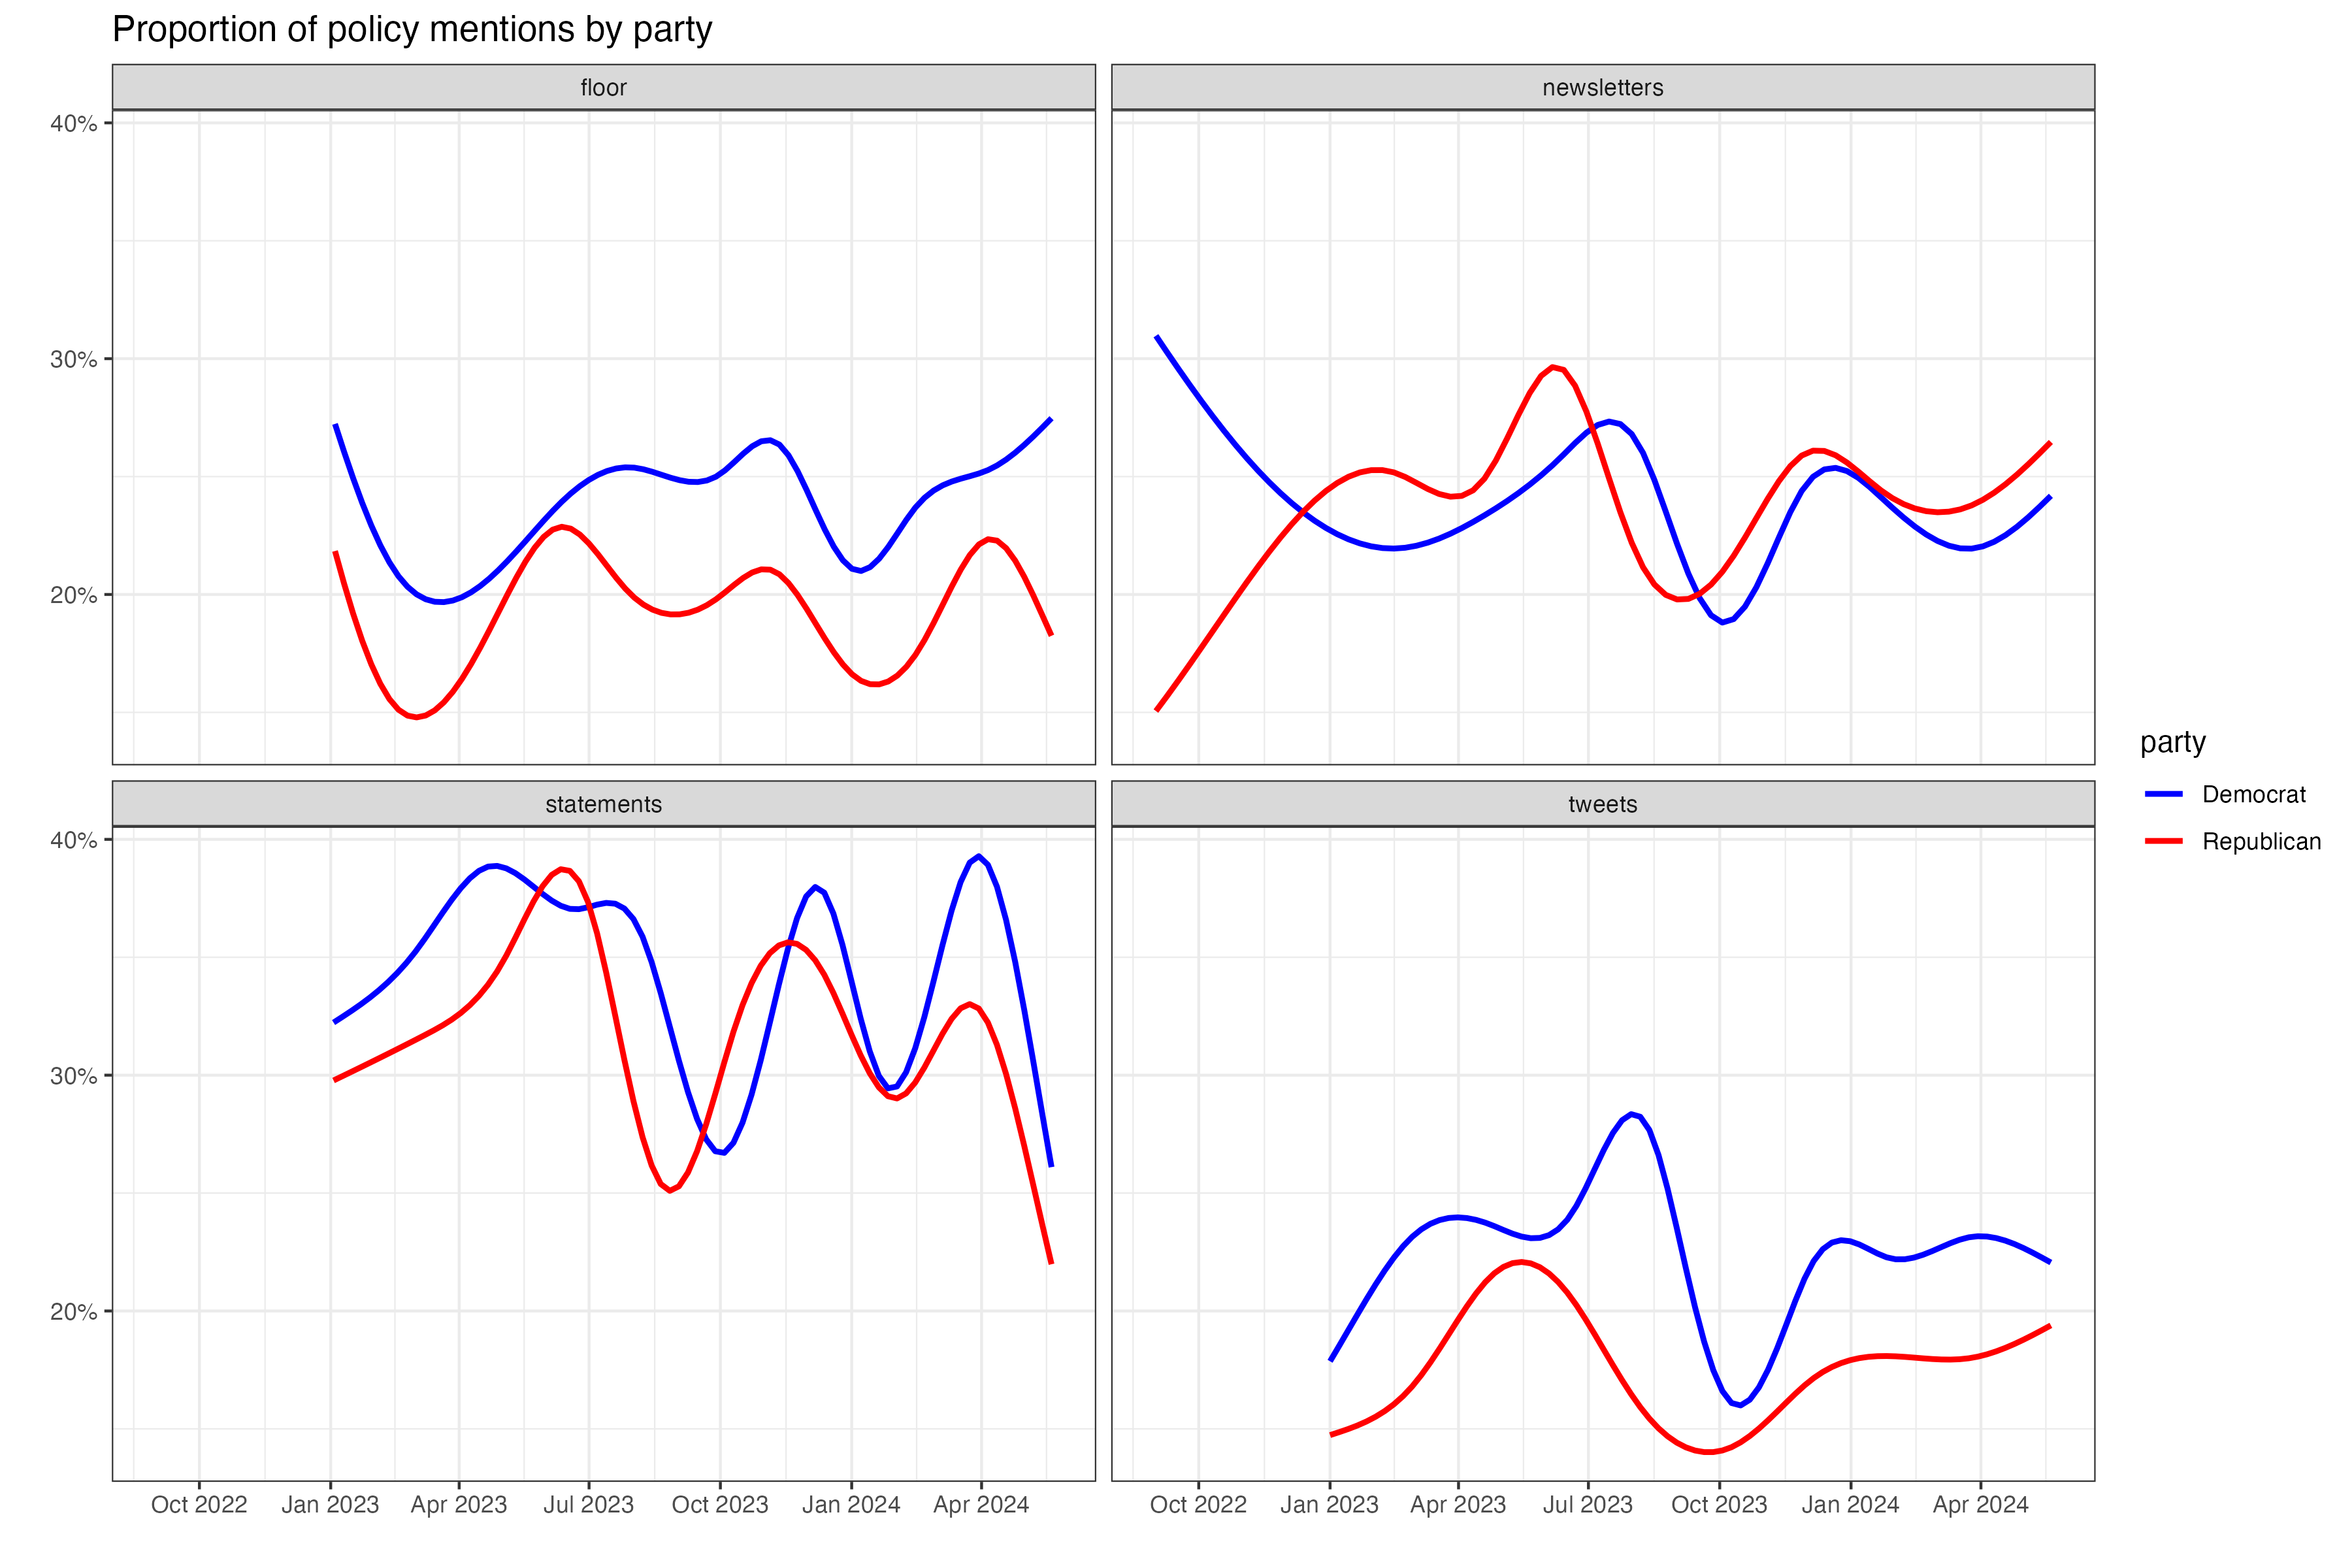 Proportion of policy mentions by party
floor
newsletters
40%
30%
20%
statements
tweets
40%
30%
20%
Oct 2022 Jan 2023 Apr 2023 Jul 2023 Oct 2023 Jan 2024 Apr 2024
Oct 2022 Jan 2023 Apr 2023 Jul 2023 Oct 2023 Jan 2024 Apr 2024
party
Democrat
Republican